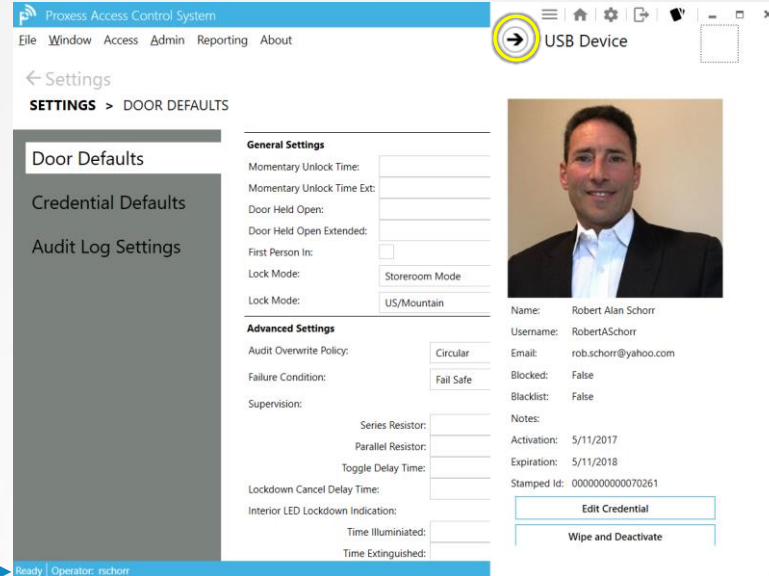 Proxess Access Control System
File Window Access Admin Reporting About
USB Device
Settings
SETTINGS > DOOR DEFAULTS
Door Defaults
Credential Defaults
Audit Log Settings
General Settings
Momentary Unlock Time:
Momentary Unlock Time Ext:
Door Held Open:
Door Held Open Extended:
First Person In:
Lock Mode: Storeroom Mode
Lock Mode: US/Mountain
Advanced Settings
Audit Overwrite Policy: Circular
Failure Condition: Fail Safe
Supervision:
Series Resistor:
Parallel Resistor:
Toggle Delay Time:
Lockdown Cancel Delay Time:
Interior LED Lockdown Indication:
Time Illuminiated:
Time Extinguished:
Name: Robert Alan Schorr
Username: RobertASchorr
Email: rob.schorr@yahoo.com
Blocked: False
Blacklist: False
Notes:
Activation: 5/11/2017
Expiration: 5/11/2018
Stamped Id: 0000000000070261
Edit Credential
Wipe and Deactivate
Ready Operator: rschorr